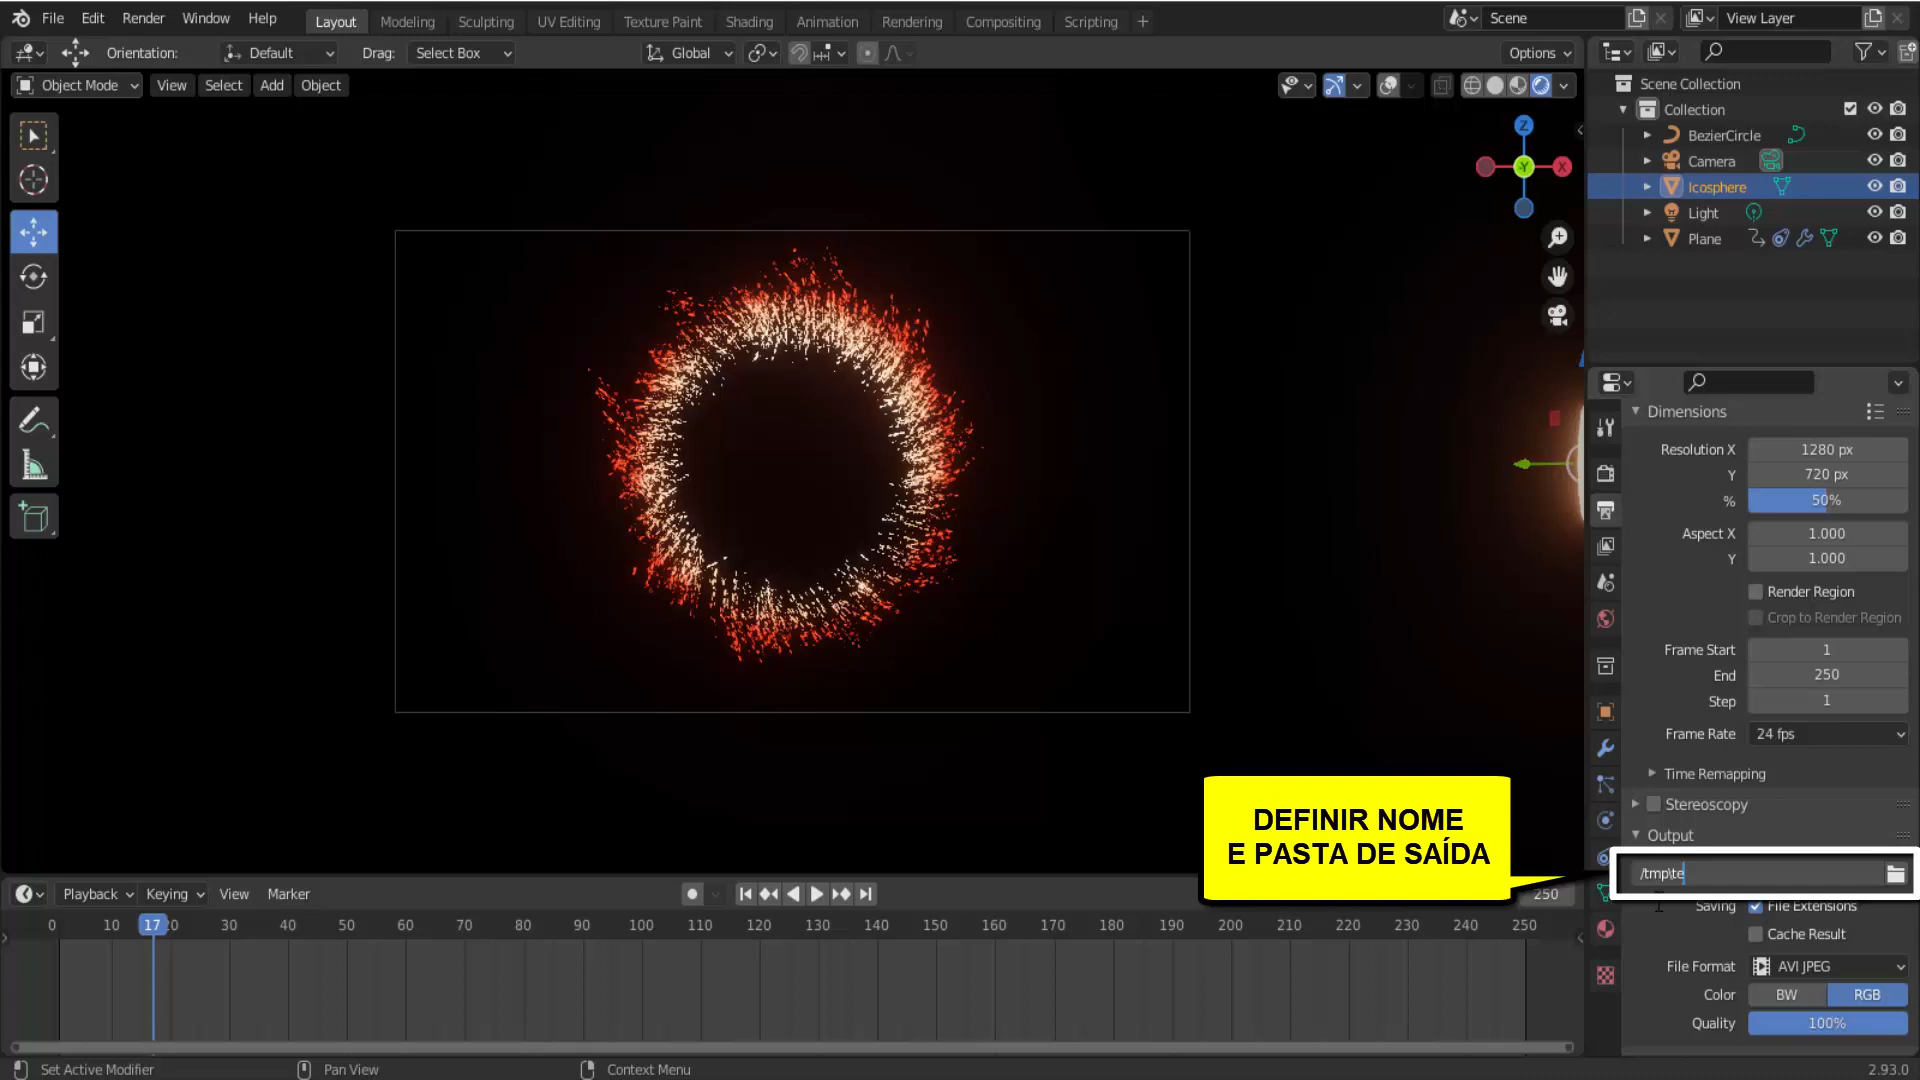 File Edit Render Window Help Layout Modeling Sculpting UV Editing Texture Paint Shading Animation Rendering Compositing Scripting + Scene View Layer
Orientation: Default Drag: Select Box Global Options
Object Mode View Select Add Object
Scene Collection
Collection
BezierCircle
Camera
Icosphere
Light
Plane
Z
Y X
Dimensions
Resolution X 1280 px
Y 720 px
% 50%
Aspect X 1.000
Y 1.000
Render Region
Crop to Render Region
Frame Start 1
End 250
Step 1
Frame Rate 24 fps
Time Remapping
Stereoscopy
Output
DEFINIR NOME
E PASTA DE SAÍDA
/tmp\te
Playback Keying View Marker 250
Saving File Extensions
0 10 17 20 30 40 50 60 70 80 90 100 110 120 130 140 150 160 170 180 190 200 210 220 230 240 250
Cache Result
File Format AVI JPEG
Color BW RGB
Quality 100%
Set Active Modifier Pan View Context Menu 2.93.0